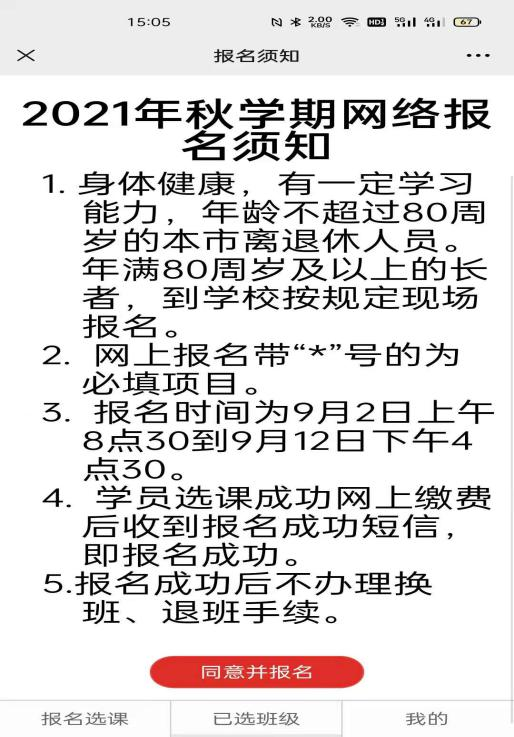 15:05 2.00 KB/S HD 5G 4G 67
报名须知
2021年秋学期网络报
名须知
1. 身体健康，有一定学习
能力，年龄不超过80周
岁的本市离退休人员。
年满80周岁及以上的长
者，到学校按规定现场
报名。
2. 网上报名带“*”号的为
必填项目。
3. 报名时间为9月2日上午
8点30到9月12日下午4
点30。
4. 学员选课成功网上缴费
后收到报名成功短信，
即报名成功。
5.报名成功后不办理换
班、退班手续。
同意并报名
报名选课 已选班级 我的